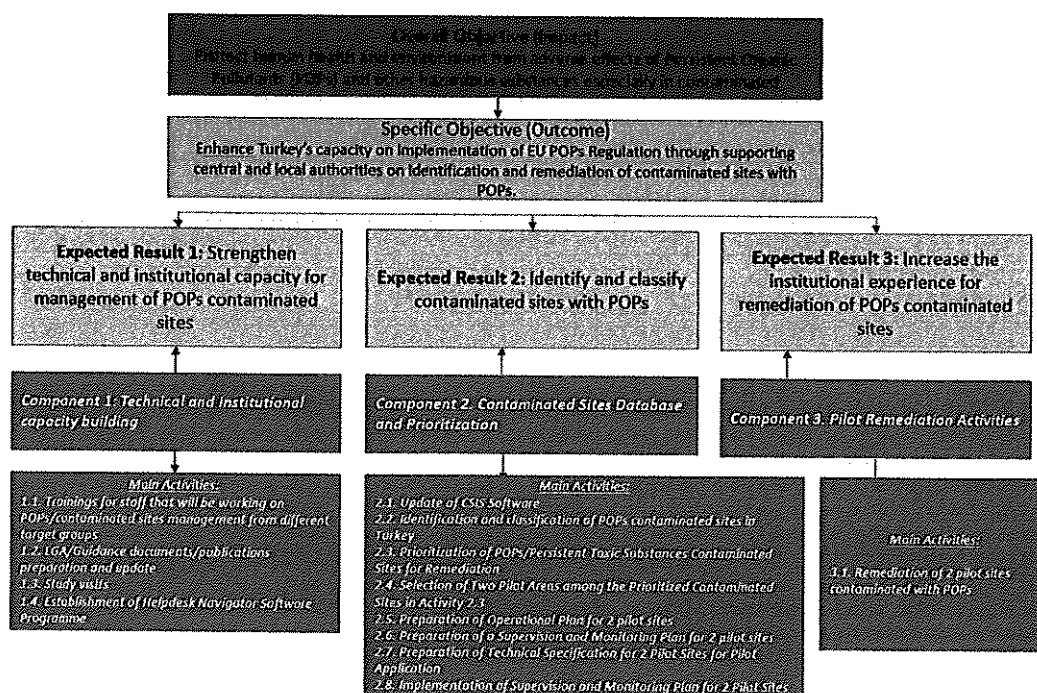 Overall Objective (Impact)
Protect human health and environment from adverse effects of Persistent Organic
Pollutants (POPs) and other hazardous substances especially in contaminated
Specific Objective (Outcome)
Enhance Turkey's capacity on Implementation of EU POPs Regulation through supporting
central and local authorities on identification and remediation of contaminated sites with
POPs.
Expected Result 1: Strengthen
technical and institutional capacity for
management of POPs contaminated
sites
Expected Result 2: Identify and classify
contaminated sites with POPs
Expected Result 3: Increase the
institutional experience for
remediation of POPs contaminated
sites
Component 1: Technical and Institutional
capacity building
Component 2. Contaminated Sites Database
and Prioritization
Component 3. Pilot Remediation Activities
Main Activities:
1.1. Trainings for staff that will be working on
POPs/contaminated sites management from different
target groups
1.2. LGA/Guidance documents/publications
preparation and update
1.3. Study visits
1.4. Establishment of Helpdesk Navigator Software
Programme
Main Activities:
2.1. Update of CSIS Software
2.2. Identification and classification of POPs contaminated sites in
Turkey
2.3. Prioritization of POPs/Persistent Toxic Substances Contaminated
Sites for Remediation
2.4. Selection of Two Pilot Areas among the Prioritized Contaminated
Sites in Activity 2.3
2.5. Preparation of Operational Plan for 2 pilot sites
2.6. Preparation of a Supervision and Monitoring Plan for 2 pilot sites
2.7. Preparation of Technical Specification for 2 Pilot Sites for Pilot
Application
2.8. Implementation of Supervision and Monitoring Plan for 2 Pilot Sites
Main Activities:
3.1. Remediation of 2 pilot sites
contaminated with POPs